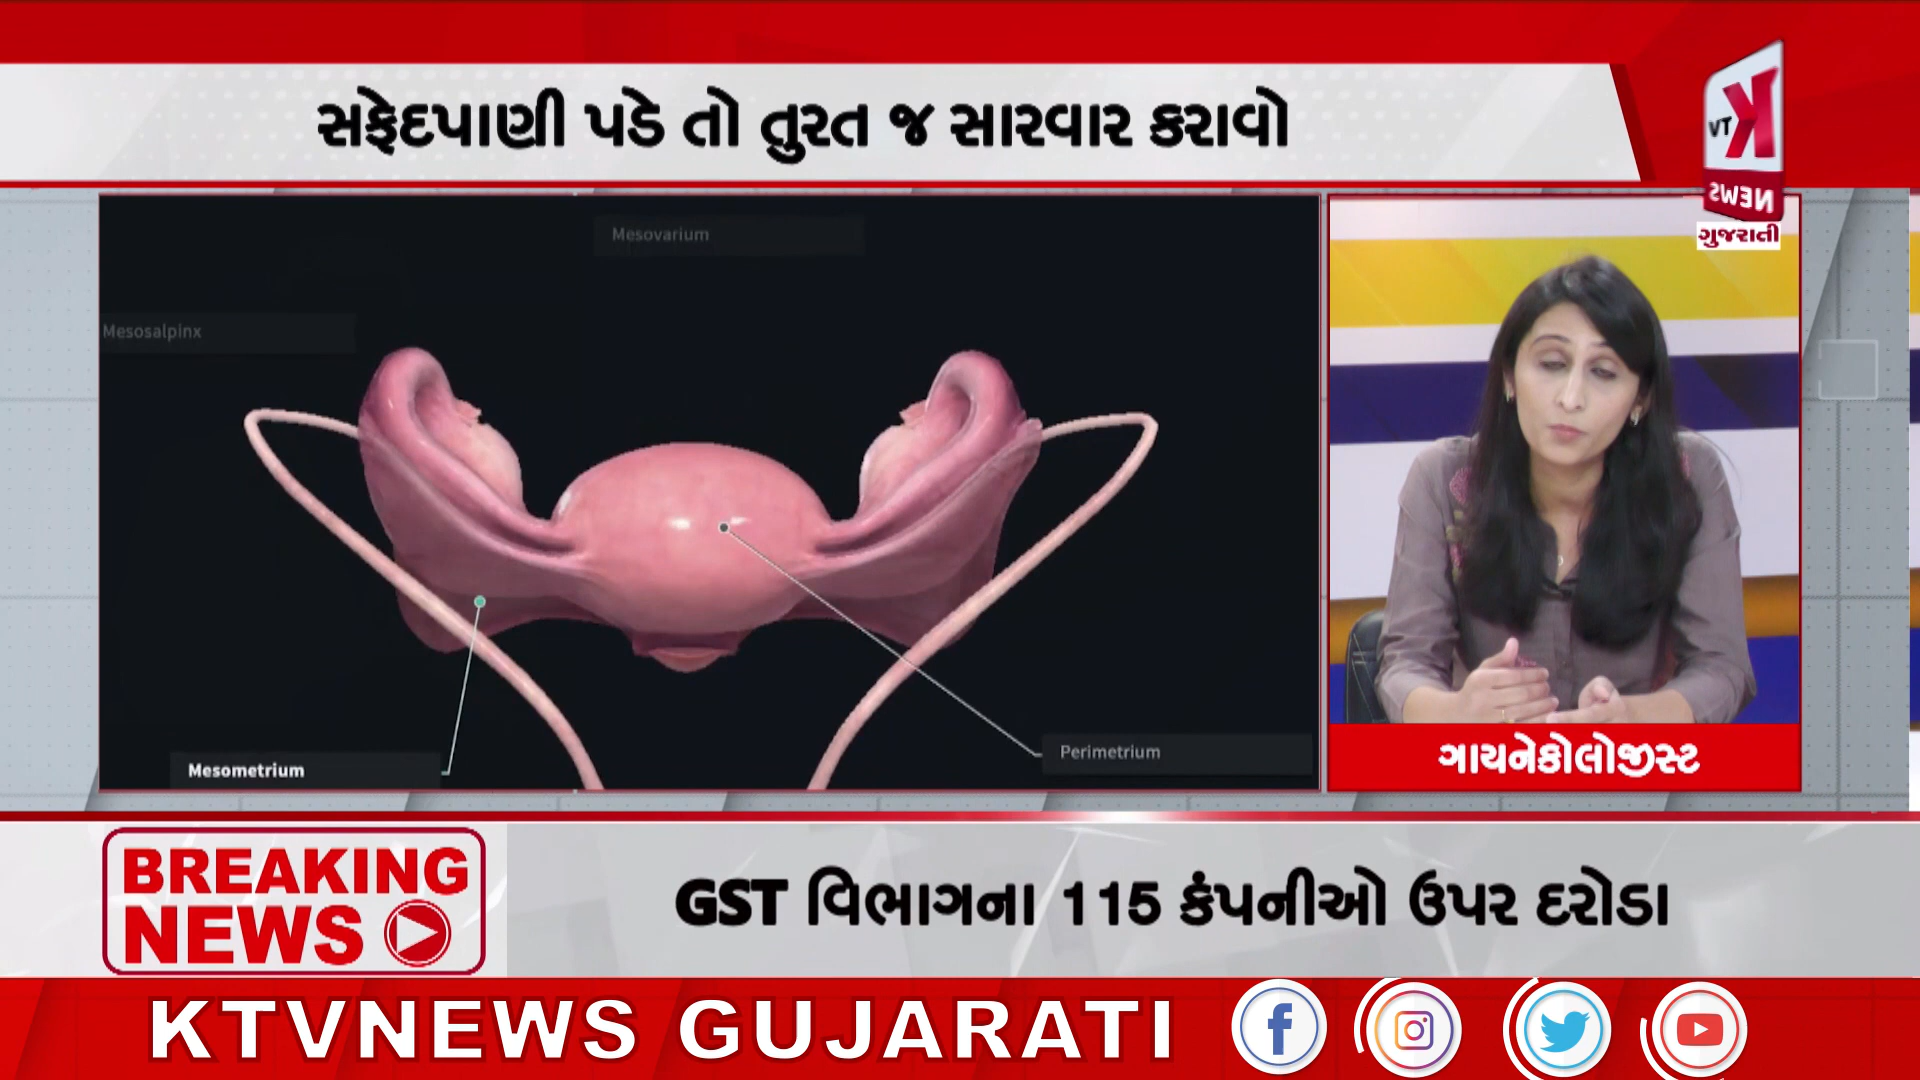 સફેદપાણી પડે તો તુરત જ સારવાર કરાવો
K
TV
NEWS
ગુજરાતી
Mesovarium
Mesosalpinx
Mesometrium
Perimetrium
ગાયનેકોલોજીસ્ટ
BREAKING
NEWS
GST વિભાગના 115 કંપનીઓ ઉપર દરોડા
KTVNEWS GUJARATI